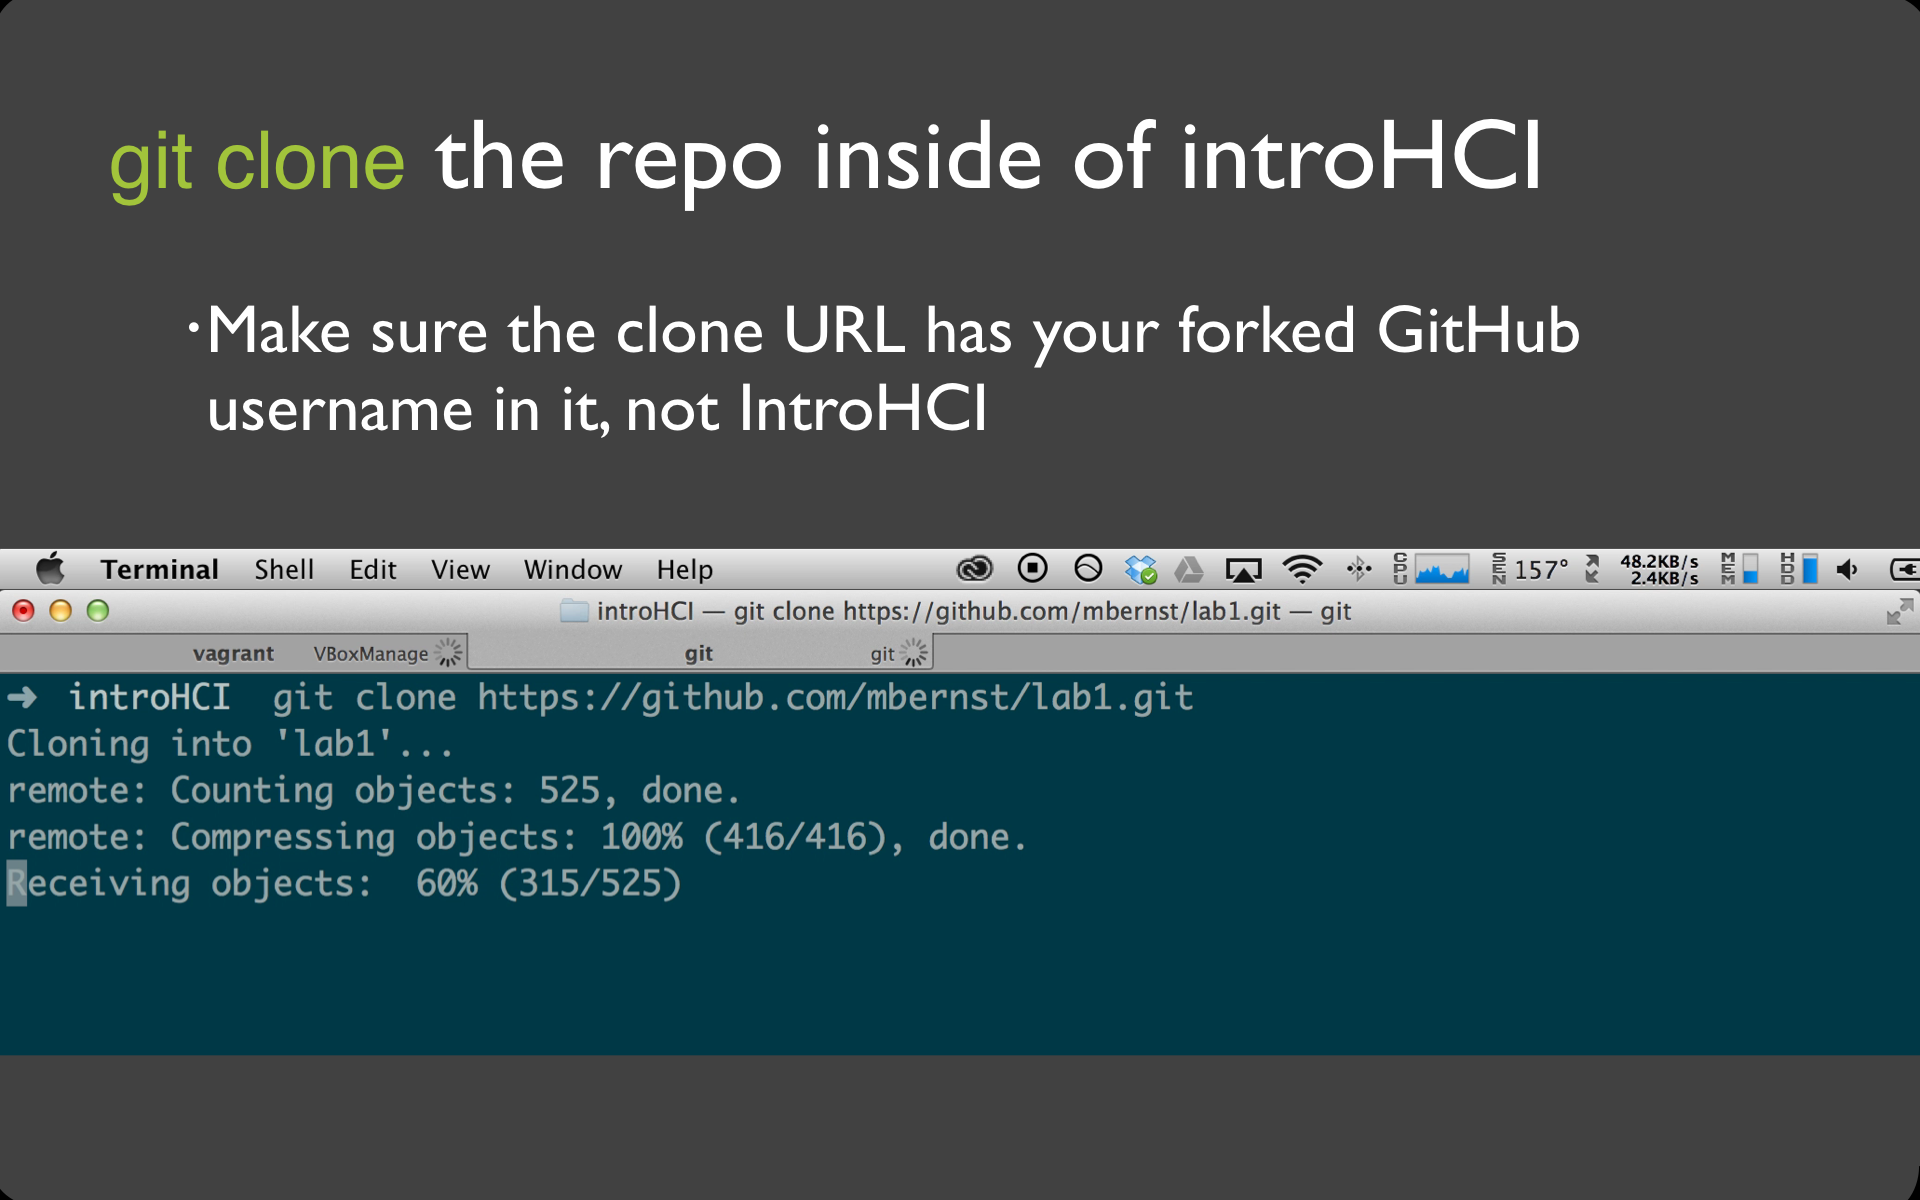 git clone the repo inside of introHCI
•Make sure the clone URL has your forked GitHub
username in it, not IntroHCI
Terminal Shell Edit View Window Help CPU SEN 157° 48.2KB/s 2.4KB/s MEM HDD
introHCI — git clone https://github.com/mbernst/lab1.git — git
vagrant VBoxManage git git
➜ introHCI git clone https://github.com/mbernst/lab1.git
Cloning into 'lab1'...
remote: Counting objects: 525, done.
remote: Compressing objects: 100% (416/416), done.
Receiving objects: 60% (315/525)